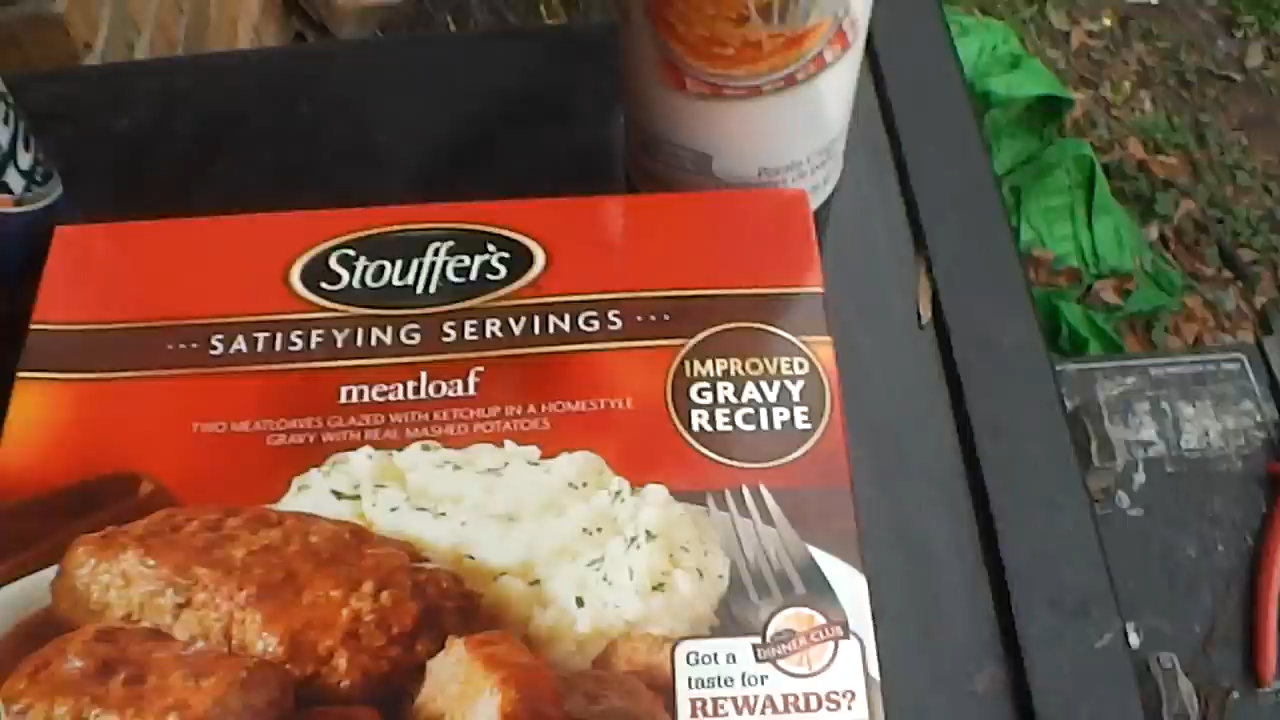 Stouffer's
SATISFYING SERVINGS
meatloaf
TWO MEATLOAVES GLAZED WITH KETCHUP IN A HOMESTYLE
GRAVY WITH REAL MASHED POTATOES
IMPROVED
GRAVY
RECIPE
DINNER CLUB
Got a
taste for
REWARDS?